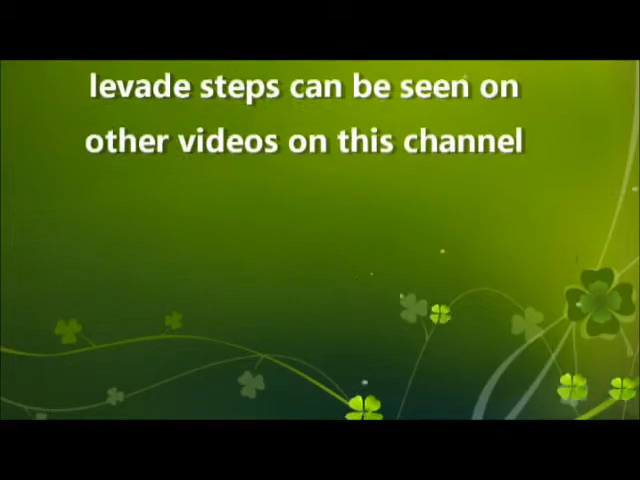 levade steps can be seen on
other videos on this channel